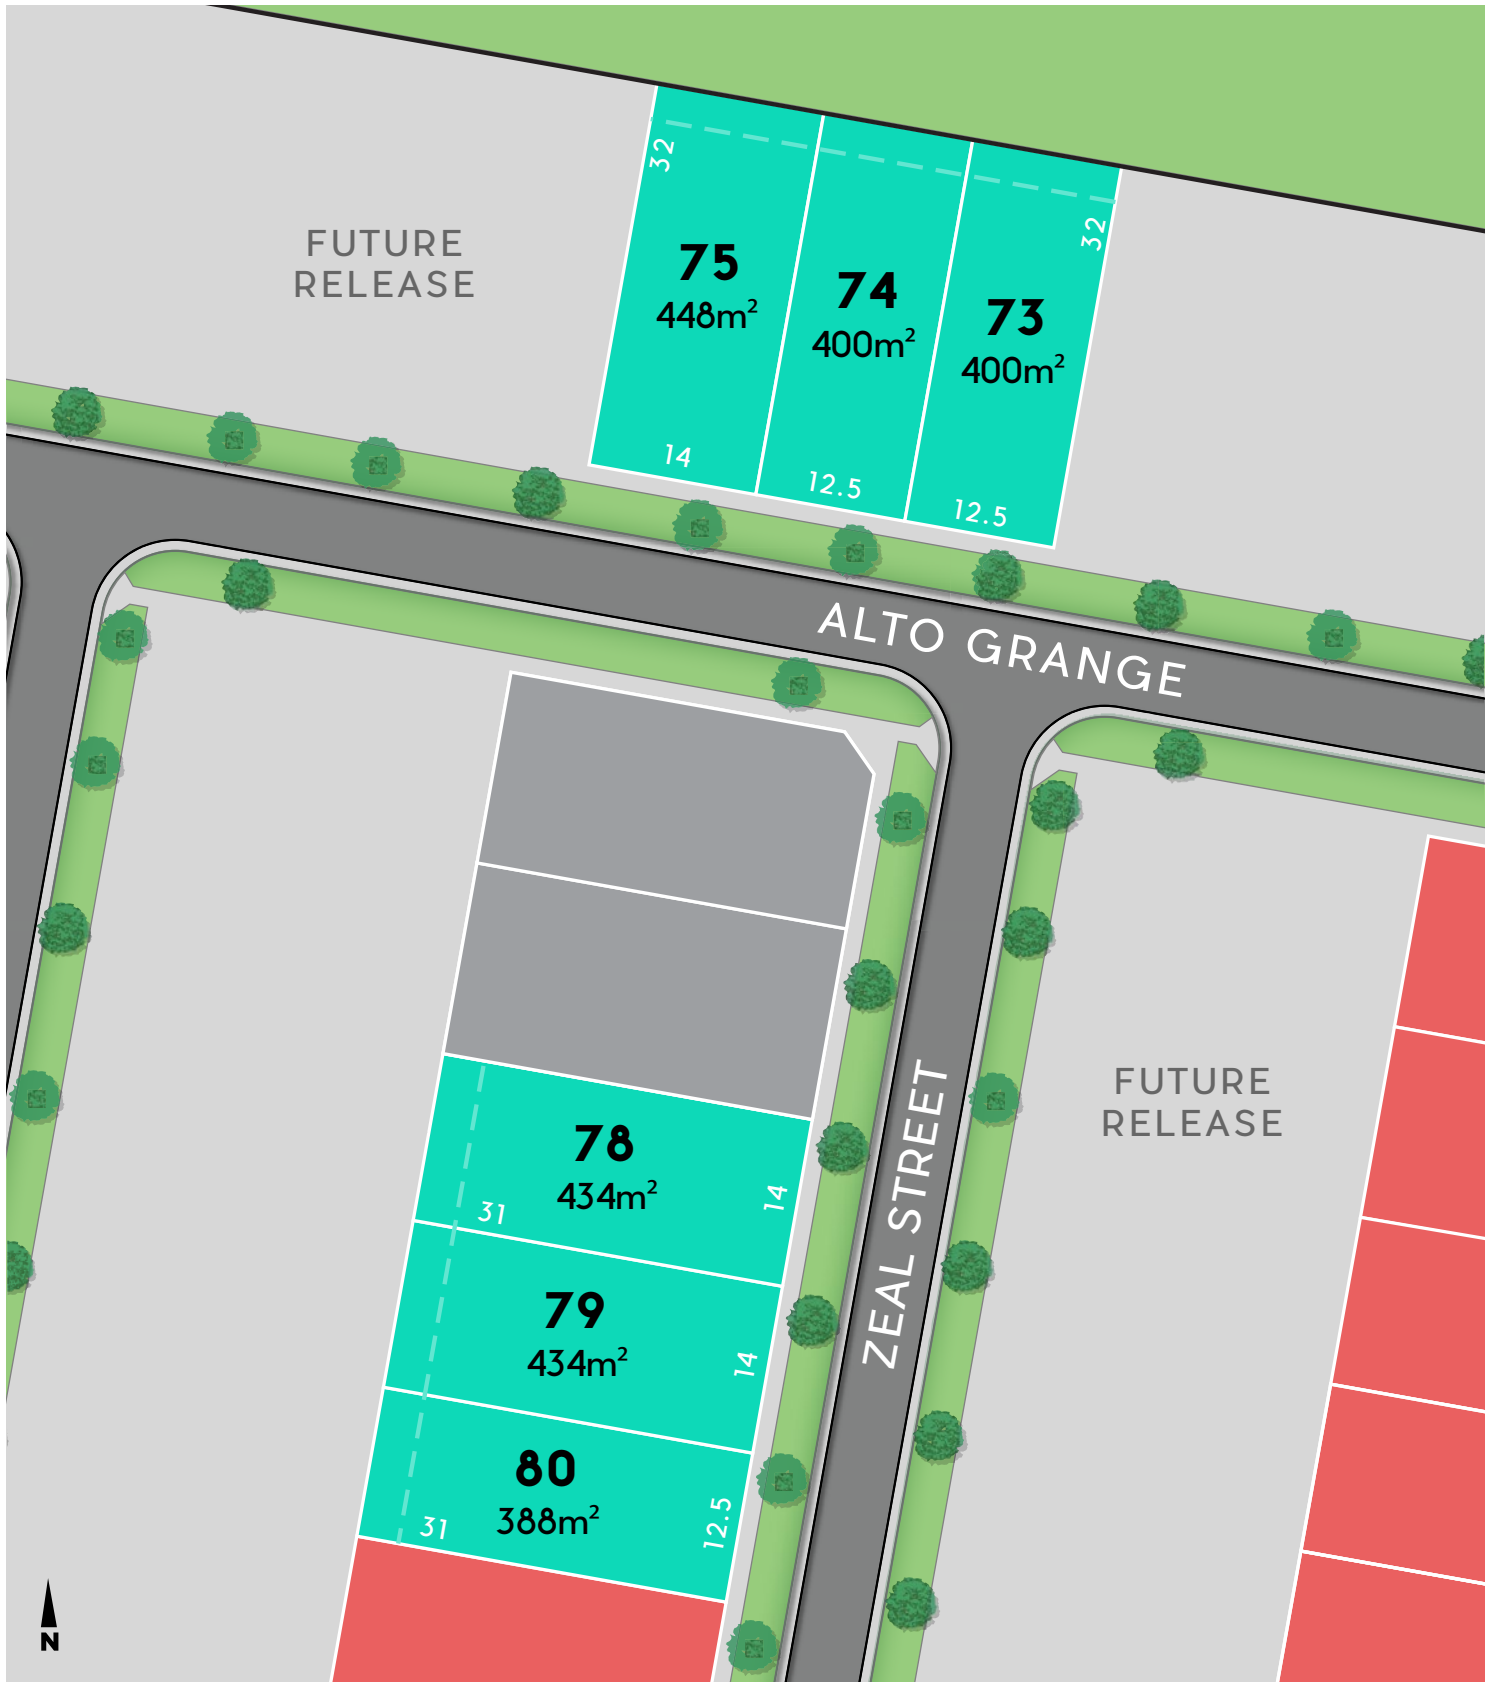 32
FUTURE
RELEASE
75
448m²
74
400m²
73
400m²
32
14
12.5
12.5
ALTO GRANGE
78
434m²
31
14
ZEAL STREET
FUTURE
RELEASE
79
434m²
14
80
388m²
31
12.5
N